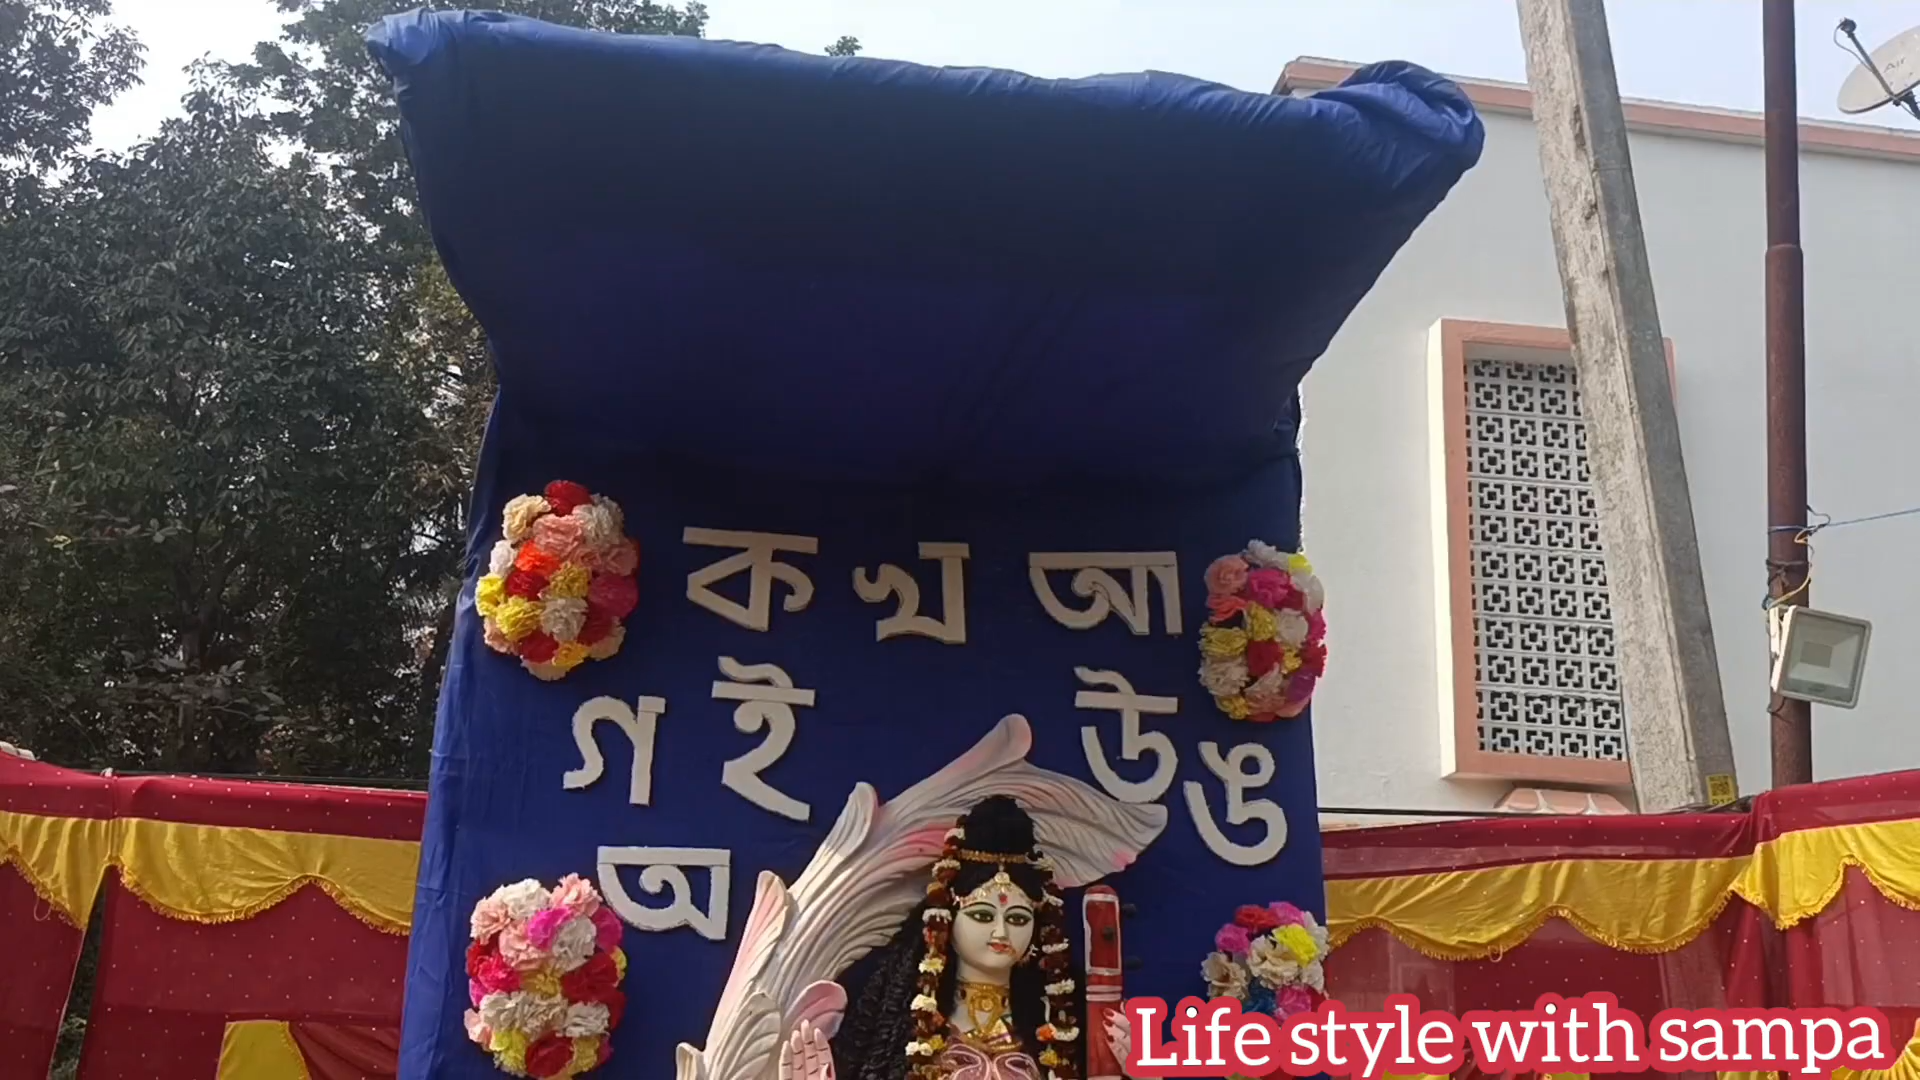 ক খ আ
গ ই উ ঙ
অ
Life style with sampa